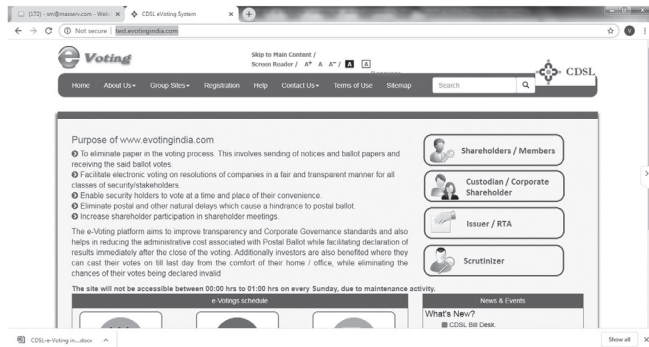 (172) - sm@masserv.com - Web
CDSL eVoting System
Not secure | test.evotingindia.com
e Voting
Skip to Main Content /
Screen Reader / A+ A A- / A A
CDSL
Home About Us Group Sites Registration Help Contact Us Terms of Use Sitemap Search
Purpose of www.evotingindia.com
To eliminate paper in the voting process. This involves sending of notices and ballot papers and
receiving the said ballot votes.
Facilitate electronic voting on resolutions of companies in a fair and transparent manner for all
classes of security/stakeholders.
Enable security holders to vote at a time and place of their convenience.
Eliminate postal and other natural delays which cause a hindrance to postal ballot.
Increase shareholder participation in shareholder meetings.
The e-Voting platform aims to improve transparency and Corporate Governance standards and also
helps in reducing the administrative cost associated with Postal Ballot while facilitating declaration of
results immediately after the close of the voting. Additionally investors are also benefited where they
can cast their votes on till last day from the comfort of their home / office, while eliminating the
chances of their votes being declared invalid
Shareholders / Members
Custodian / Corporate
Shareholder
Issuer / RTA
Scrutinizer
The site will not be accessible between 00:00 hrs to 01:00 hrs on every Sunday, due to maintenance activity.
e-Votings schedule
News & Events
What's New?
CDSL Bill Desk.
CDSL-e-Voting in....docx
Show all